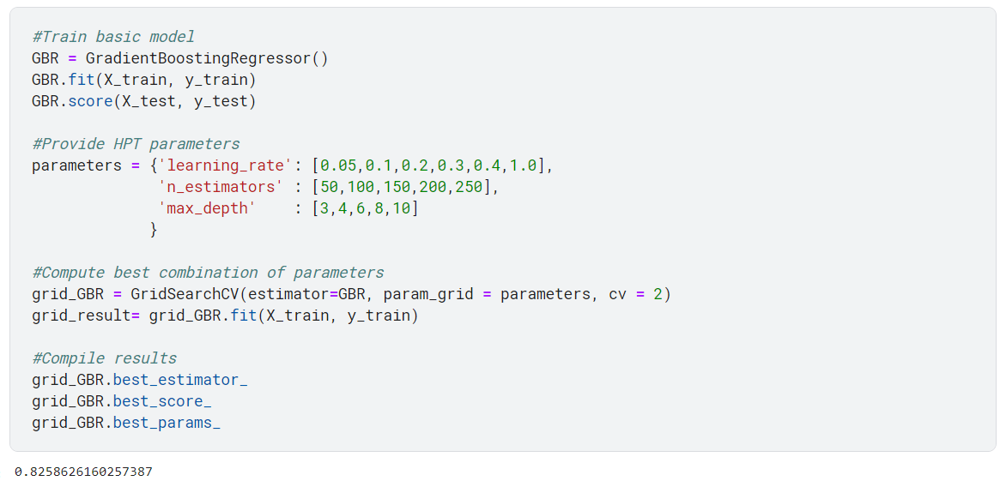 #Train basic model
GBR = GradientBoostingRegressor()
GBR.fit(X_train, y_train)
GBR.score(X_test, y_test)
#Provide HPT parameters
parameters = {'learning_rate': [0.05,0.1,0.2,0.3,0.4,1.0],
              'n_estimators' : [50,100,150,200,250],
              'max_depth'    : [3,4,6,8,10]
             }
#Compute best combination of parameters
grid_GBR = GridSearchCV(estimator=GBR, param_grid = parameters, cv = 2)
grid_result= grid_GBR.fit(X_train, y_train)
#Compile results
grid_GBR.best_estimator_
grid_GBR.best_score_
grid_GBR.best_params_
0.8258626160257387